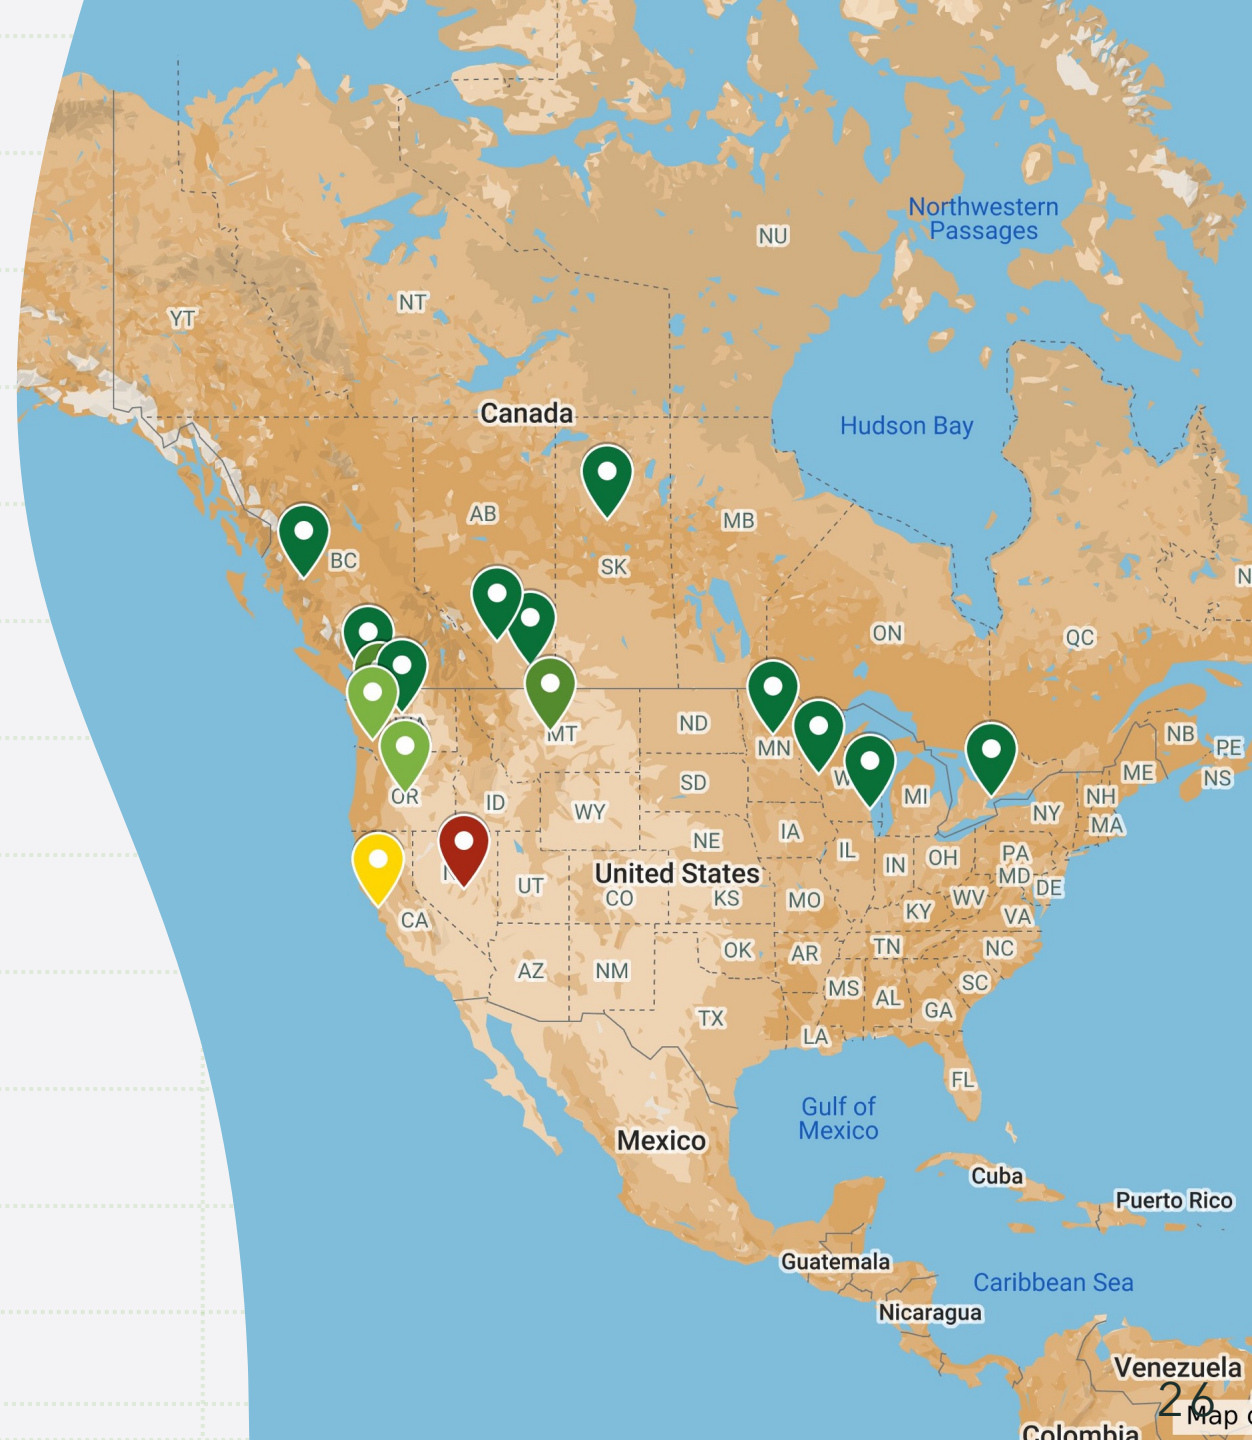 Northwestern
Passages
NU
NT
YT
Canada
Hudson Bay
AB
MB
BC
SK
N
ON
QC
ND
MT
MN
NB
PE
ME
NS
SD
W
MI
OR
ID
WY
NH
NY
MA
IA
NE
IL
IN
OH
PA
United States
MD
DE
UT
CO
KS
MO
KY
WV
VA
CA
OK
AR
TN
NC
AZ
NM
MS
AL
SC
GA
TX
LA
FL
Gulf of
Mexico
Mexico
Cuba
Puerto Rico
Guatemala
Caribbean Sea
Nicaragua
Venezuela
26
Map
Colombia